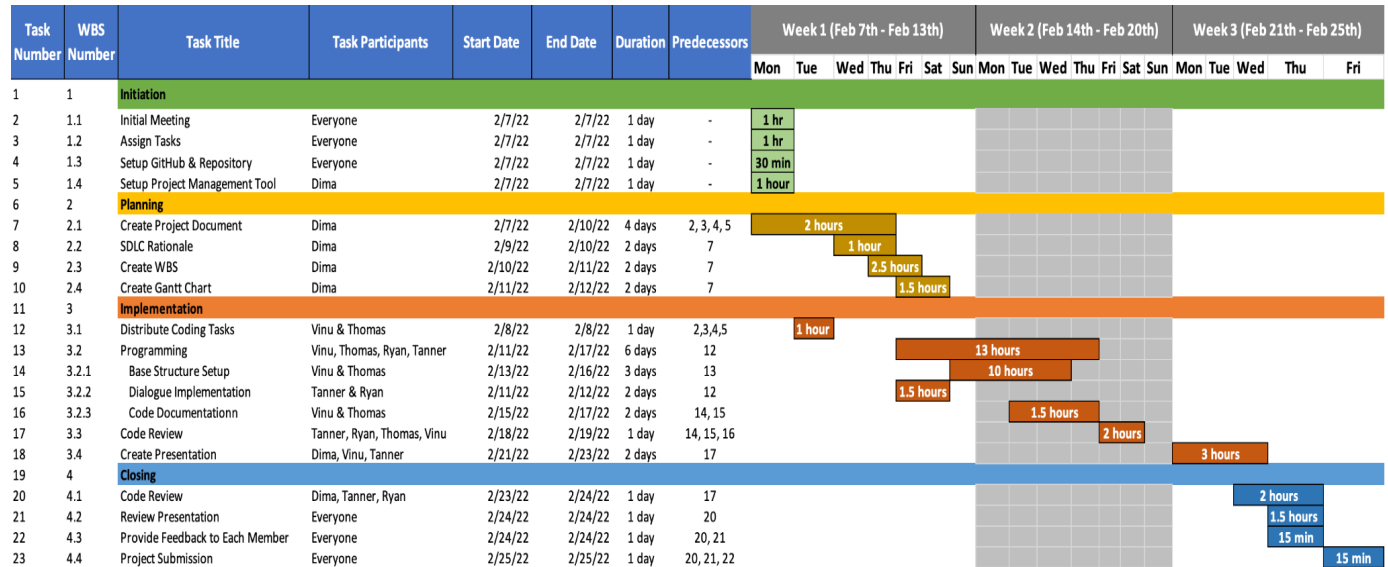 Task Number WBS Number Task Title Task Participants Start Date End Date Duration Predecessors Week 1 (Feb 7th - Feb 13th) Week 2 (Feb 14th - Feb 20th) Week 3 (Feb 21th - Feb 25th)
Mon Tue Wed Thu Fri Sat Sun Mon Tue Wed Thu Fri Sat Sun Mon Tue Wed Thu Fri
1 1 Initiation
2 1.1 Initial Meeting Everyone 2/7/22 2/7/22 1 day - 1 hr
3 1.2 Assign Tasks Everyone 2/7/22 2/7/22 1 day - 1 hr
4 1.3 Setup GitHub & Repository Everyone 2/7/22 2/7/22 1 day - 30 min
5 1.4 Setup Project Management Tool Dima 2/7/22 2/7/22 1 day - 1 hour
6 2 Planning
7 2.1 Create Project Document Dima 2/7/22 2/10/22 4 days 2, 3, 4, 5 2 hours
8 2.2 SDLC Rationale Dima 2/9/22 2/10/22 2 days 7 1 hour
9 2.3 Create WBS Dima 2/10/22 2/11/22 2 days 7 2.5 hours
10 2.4 Create Gantt Chart Dima 2/11/22 2/12/22 2 days 7 1.5 hours
11 3 Implementation
12 3.1 Distribute Coding Tasks Vinu & Thomas 2/8/22 2/8/22 1 day 2,3,4,5 1 hour
13 3.2 Programming Vinu, Thomas, Ryan, Tanner 2/11/22 2/17/22 6 days 12 13 hours
14 3.2.1 Base Structure Setup Vinu & Thomas 2/13/22 2/16/22 3 days 13 10 hours
15 3.2.2 Dialogue Implementation Tanner & Ryan 2/11/22 2/12/22 2 days 12 1.5 hours
16 3.2.3 Code Documentationn Vinu & Thomas 2/15/22 2/17/22 2 days 14, 15 1.5 hours
17 3.3 Code Review Tanner, Ryan, Thomas, Vinu 2/18/22 2/19/22 1 day 14, 15, 16 2 hours
18 3.4 Create Presentation Dima, Vinu, Tanner 2/21/22 2/23/22 2 days 17 3 hours
19 4 Closing
20 4.1 Code Review Dima, Tanner, Ryan 2/23/22 2/24/22 1 day 17 2 hours
21 4.2 Review Presentation Everyone 2/24/22 2/24/22 1 day 20 1.5 hours
22 4.3 Provide Feedback to Each Member Everyone 2/24/22 2/24/22 1 day 20, 21 15 min
23 4.4 Project Submission Everyone 2/25/22 2/25/22 1 day 20, 21, 22 15 min